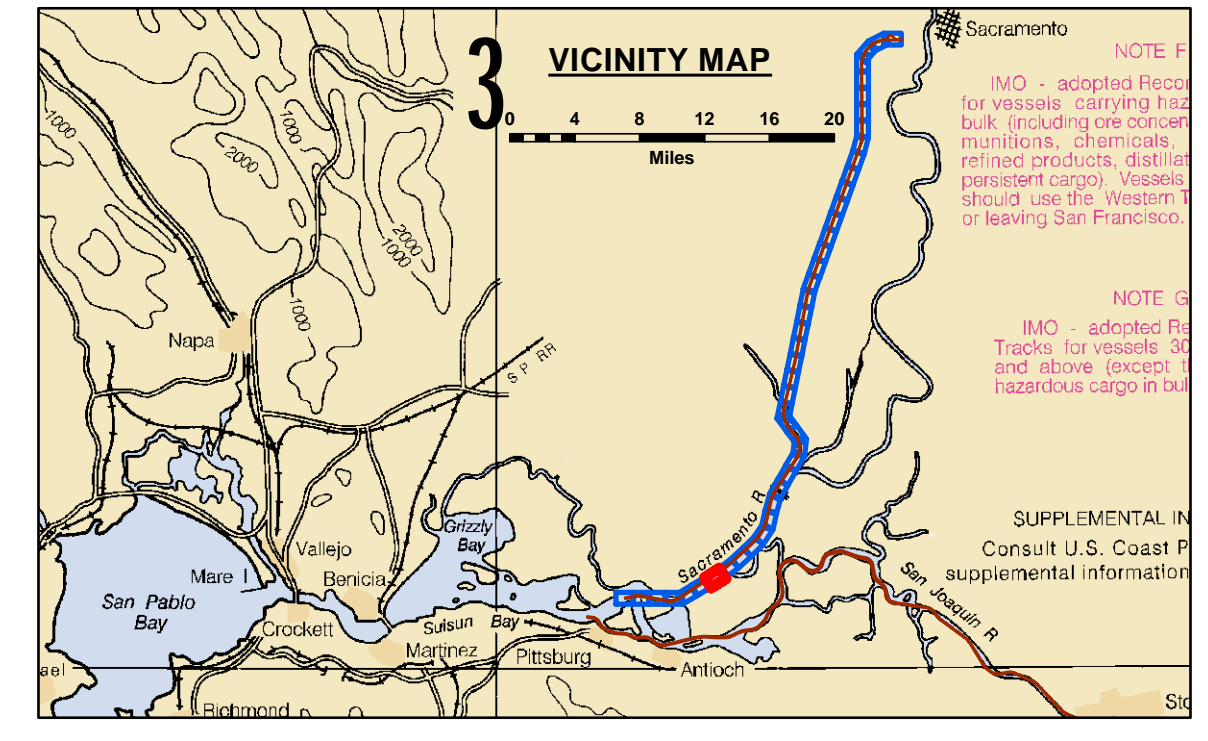 3
VICINITY MAP
0 4 8 12 16 20
Miles
Sacramento
NOTE F
IMO - adopted Recor
for vessels carrying haz
bulk (including ore concen
munitions, chemicals,
refined products, distillat
persistent cargo). Vessels
should use the Western T
or leaving San Francisco.
NOTE G
IMO - adopted Re
Tracks for vessels 30
and above (except t
hazardous cargo in bul
1000
2000
1000
2000
1000
1000
Napa
S P RR
Grizzly
Bay
Sacramento R
SUPPLEMENTAL IN
Consult U.S. Coast P
supplemental information
Vallejo
Mare I
Benicia
San Pablo
Bay
Crockett
Suisun Bay
Martinez
Pittsburg
Antioch
San Joaquin R
ael
Richmond
Sto